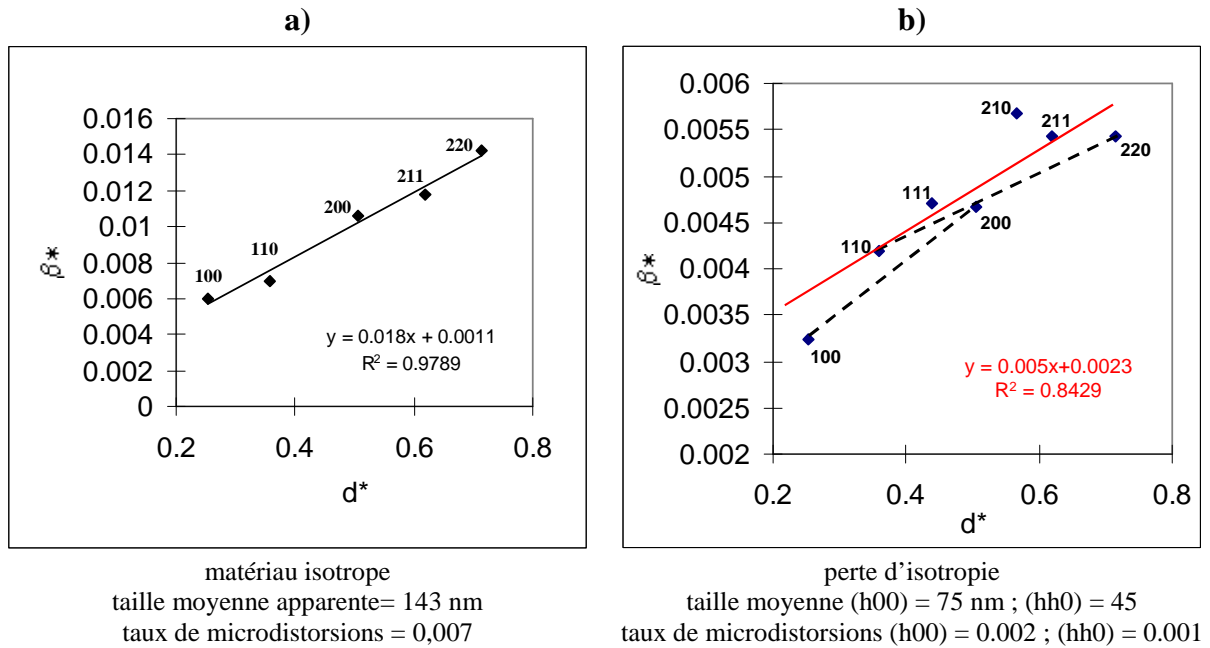 a)
0.016
0.014
0.012
0.01
0.008
0.006
0.004
0.002
0
β*
100
110
200
211
220
y = 0.018x + 0.0011
R² = 0.9789
0.2 0.4 0.6 0.8
d*
matériau isotrope
taille moyenne apparente= 143 nm
taux de microdistorsions = 0,007
b)
0.006
0.0055
0.005
0.0045
0.004
0.0035
0.003
0.0025
0.002
β*
210
211
220
111
200
110
100
y = 0.005x+0.0023
R² = 0.8429
0.2 0.4 0.6 0.8
d*
perte d’isotropie
taille moyenne (h00) = 75 nm ; (hh0) = 45
taux de microdistorsions (h00) = 0.002 ; (hh0) = 0.001